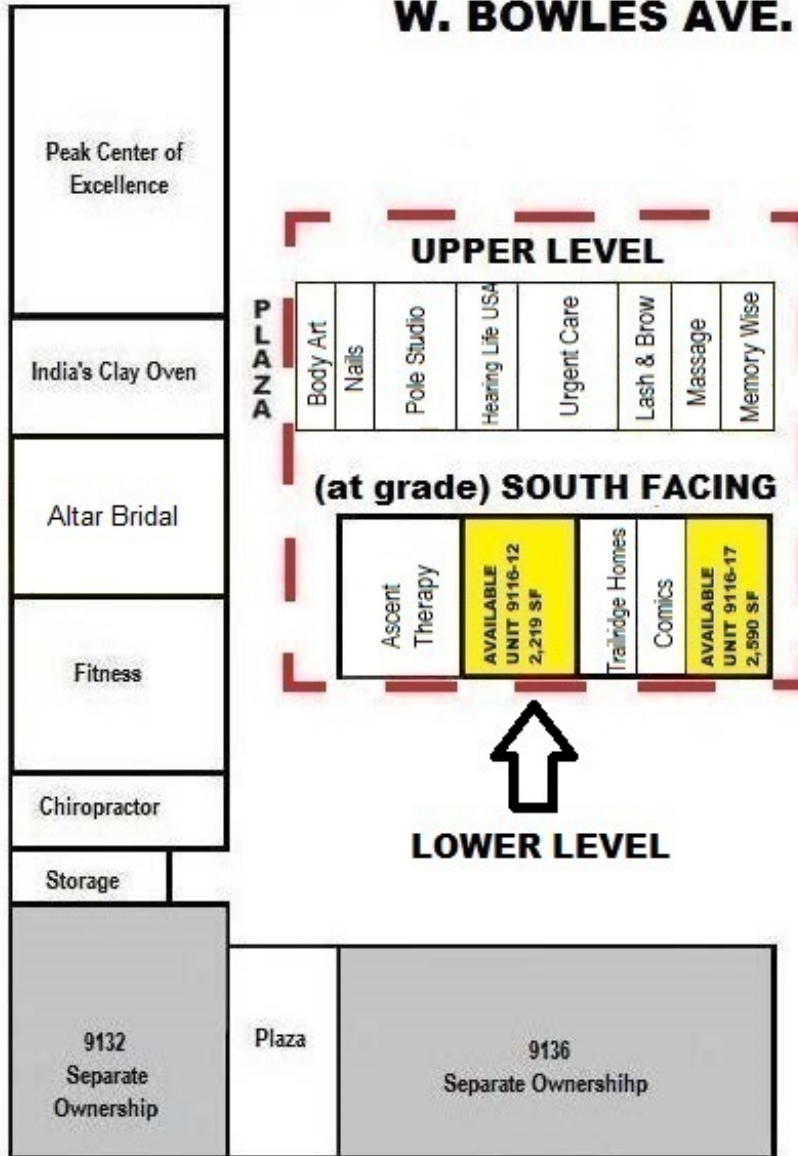 W. BOWLES AVE.
Peak Center of
Excellence
India's Clay Oven
Altar Bridal
Fitness
Chiropractor
Storage
9132
Separate
Ownership
PLAZA
UPPER LEVEL
Body Art
Nails
Pole Studio
Hearing Life USA
Urgent Care
Lash & Brow
Massage
Memory Wise
(at grade) SOUTH FACING
Ascent
Therapy
AVAILABLE
UNIT 9116-12
2,219 SF
Trailridge Homes
Comics
AVAILABLE
UNIT 9116-17
2,590 SF
LOWER LEVEL
Plaza
9136
Separate Ownershihp